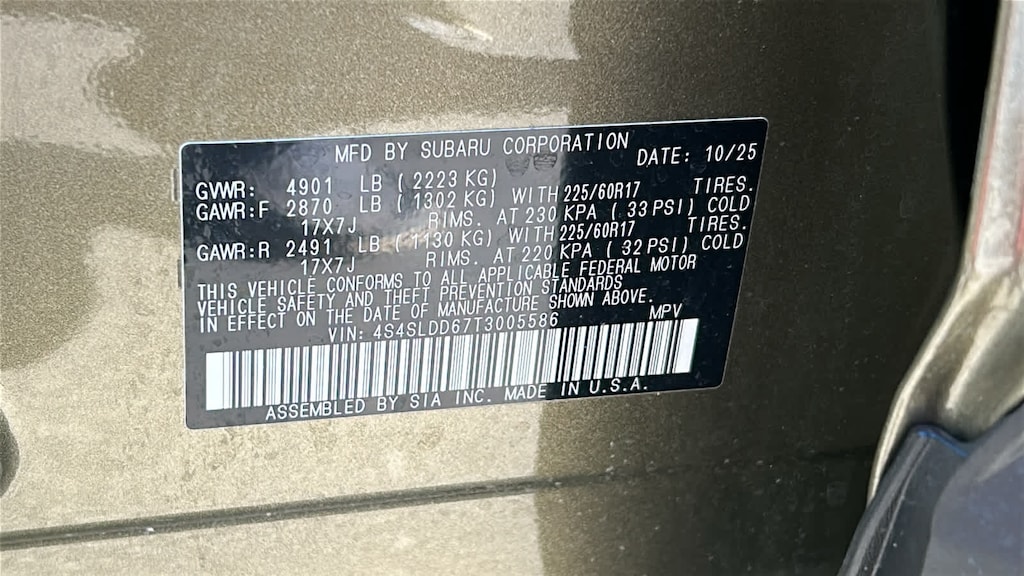 MFD BY SUBARU CORPORATION DATE: 10/25
GVWR: 4901 LB ( 2223 KG)
GAWR:F 2870 LB ( 1302 KG) WITH 225/60R17 TIRES.
17X7J RIMS. AT 230 KPA ( 33 PSI) COLD
GAWR:R 2491 LB ( 1130 KG) WITH 225/60R17 TIRES.
17X7J RIMS. AT 220 KPA ( 32 PSI) COLD
THIS VEHICLE CONFORMS TO ALL APPLICABLE FEDERAL MOTOR
VEHICLE SAFETY AND THEFT PREVENTION STANDARDS
IN EFFECT ON THE DATE OF MANUFACTURE SHOWN ABOVE.
VIN: 4S4SLDD67T3005586 MPV
ASSEMBLED BY SIA INC. MADE IN U.S.A.